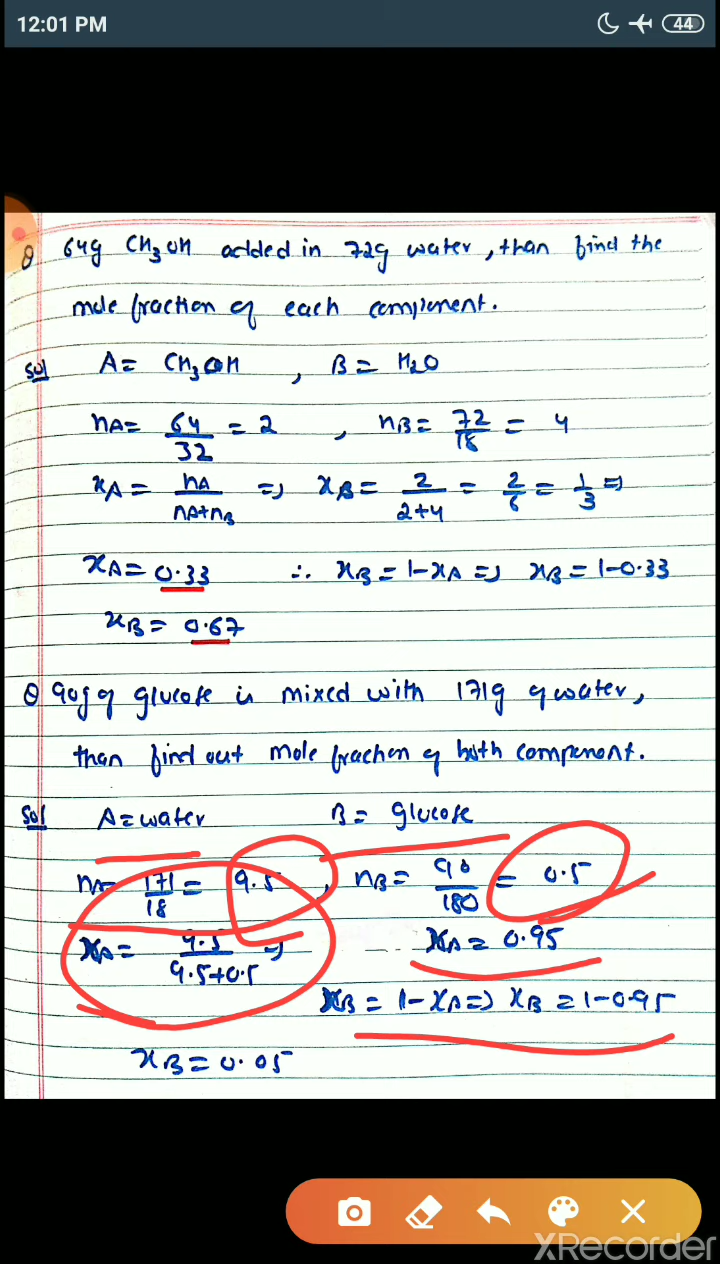 12:01 PM
44
Q 64g CH3OH added in 72g water, than find the
mole fraction of each component.
Sol A= CH3OH , B= H2O
nA= 64/32 = 2 , nB= 72/18 = 4
xA= nA/nA+nB => xB= 2/2+4 = 2/6 = 1/3 =>
xA= 0.33 ∴ xB=1-xA => xB=1-0.33
xB= 0.67
Q 90g of glucose is mixed with 171g of water,
than find out mole fraction of both component.
Sol A=water B= glucose
nA= 171/18 = 9.5 , nB= 90/180 = 0.5
xA= 9.5/9.5+0.5 => xA= 0.95
xB= 1-xA=> xB=1-0.95
xB=0.05
XRecorder